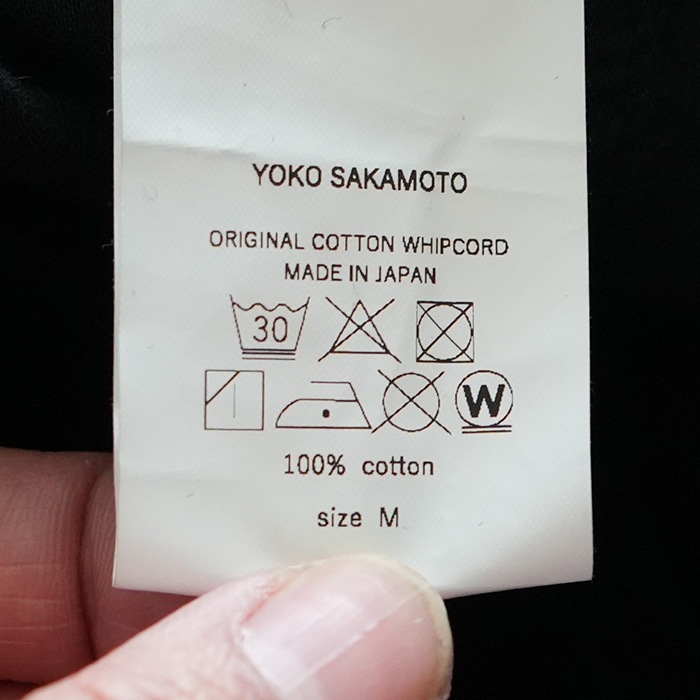 YOKO SAKAMOTO
ORIGINAL COTTON WHIPCORD
MADE IN JAPAN
30
W
100% cotton
size M